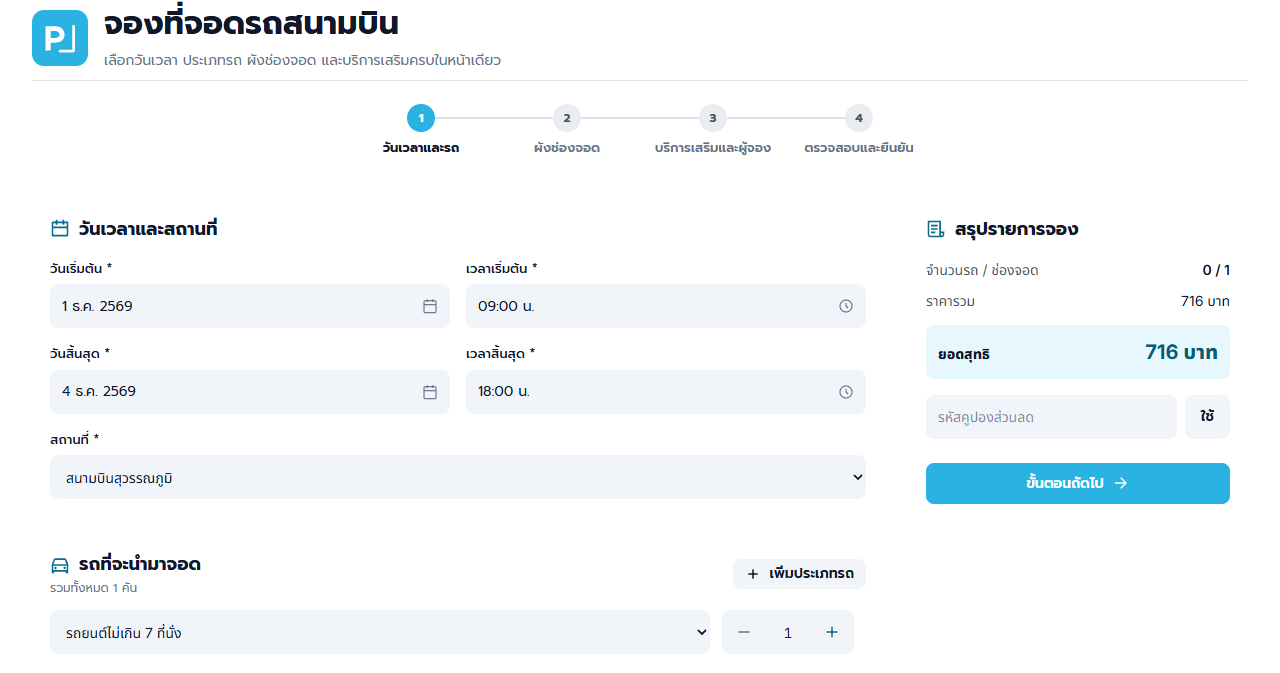 PJ
จองที่จอดรถสนามบิน
เลือกวันเวลา ประเภทรถ ผังช่องจอด และบริการเสริมครบในหน้าเดียว
1 2 3 4
วันเวลาและรถ ผังช่องจอด บริการเสริมและผู้จอง ตรวจสอบและยืนยัน
วันเวลาและสถานที่
วันเริ่มต้น * เวลาเริ่มต้น *
1 ธ.ค. 2569 09:00 น.
วันสิ้นสุด * เวลาสิ้นสุด *
4 ธ.ค. 2569 18:00 น.
สถานที่ *
สนามบินสุวรรณภูมิ
รถที่จะนำมาจอด
รวมทั้งหมด 1 คัน
+ เพิ่มประเภทรถ
รถยนต์ไม่เกิน 7 ที่นั่ง − 1 +
สรุปรายการจอง
จำนวนรถ / ช่องจอด 0 / 1
ราคารวม 716 บาท
ยอดสุทธิ 716 บาท
รหัสคูปองส่วนลด ใช้
ขั้นตอนถัดไป →